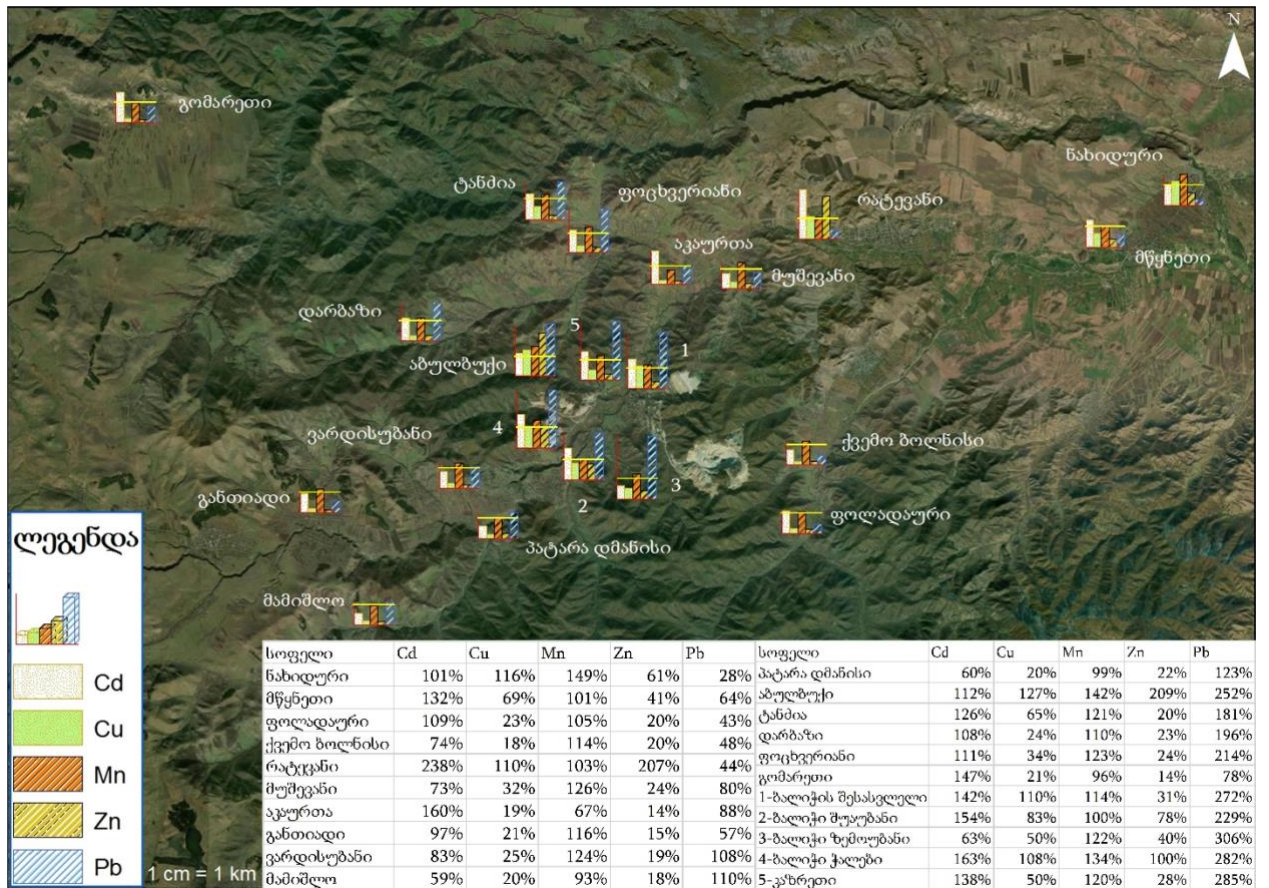 N
გომარეთი
ნახიდური
ტანძია
ფოცხვერიანი
რატევანი
აკაურთა
მწყნეთი
მუშევანი
დარბაზი
5
1
აბულბუქი
ვარდისუბანი
4
ქვემო ბოლნისი
განთიადი
3
2
ფოლადაური
პატარა დმანისი
მამიშლო
ლეგენდა
Cd
Cu
Mn
Zn
Pb
1 cm = 1 km
სოფელი Cd Cu Mn Zn Pb
ნახიდური 101% 116% 149% 61% 28%
მწყნეთი 132% 69% 101% 41% 64%
ფოლადაური 109% 23% 105% 20% 43%
ქვემო ბოლნისი 74% 18% 114% 20% 48%
რატევანი 238% 110% 103% 207% 44%
მუშევანი 73% 32% 126% 24% 80%
აკაურთა 160% 19% 67% 14% 88%
განთიადი 97% 21% 116% 15% 57%
ვარდისუბანი 83% 25% 124% 19% 108%
მამიშლო 59% 20% 93% 18% 110%
სოფელი Cd Cu Mn Zn Pb
პატარა დმანისი 60% 20% 99% 22% 123%
აბულბუქი 112% 127% 142% 209% 252%
ტანძია 126% 65% 121% 20% 181%
დარბაზი 108% 24% 110% 23% 196%
ფოცხვერიანი 111% 34% 123% 24% 214%
გომარეთი 147% 21% 96% 14% 78%
1-ბალიჭის შესასვლელი 142% 110% 114% 31% 272%
2-ბალიჭი შუაუბანი 154% 83% 100% 78% 229%
3-ბალიჭი ზემოუბანი 63% 50% 122% 40% 306%
4-ბალიჭი ჭალები 163% 108% 134% 100% 282%
5-კაზრეთი 138% 50% 120% 28% 285%